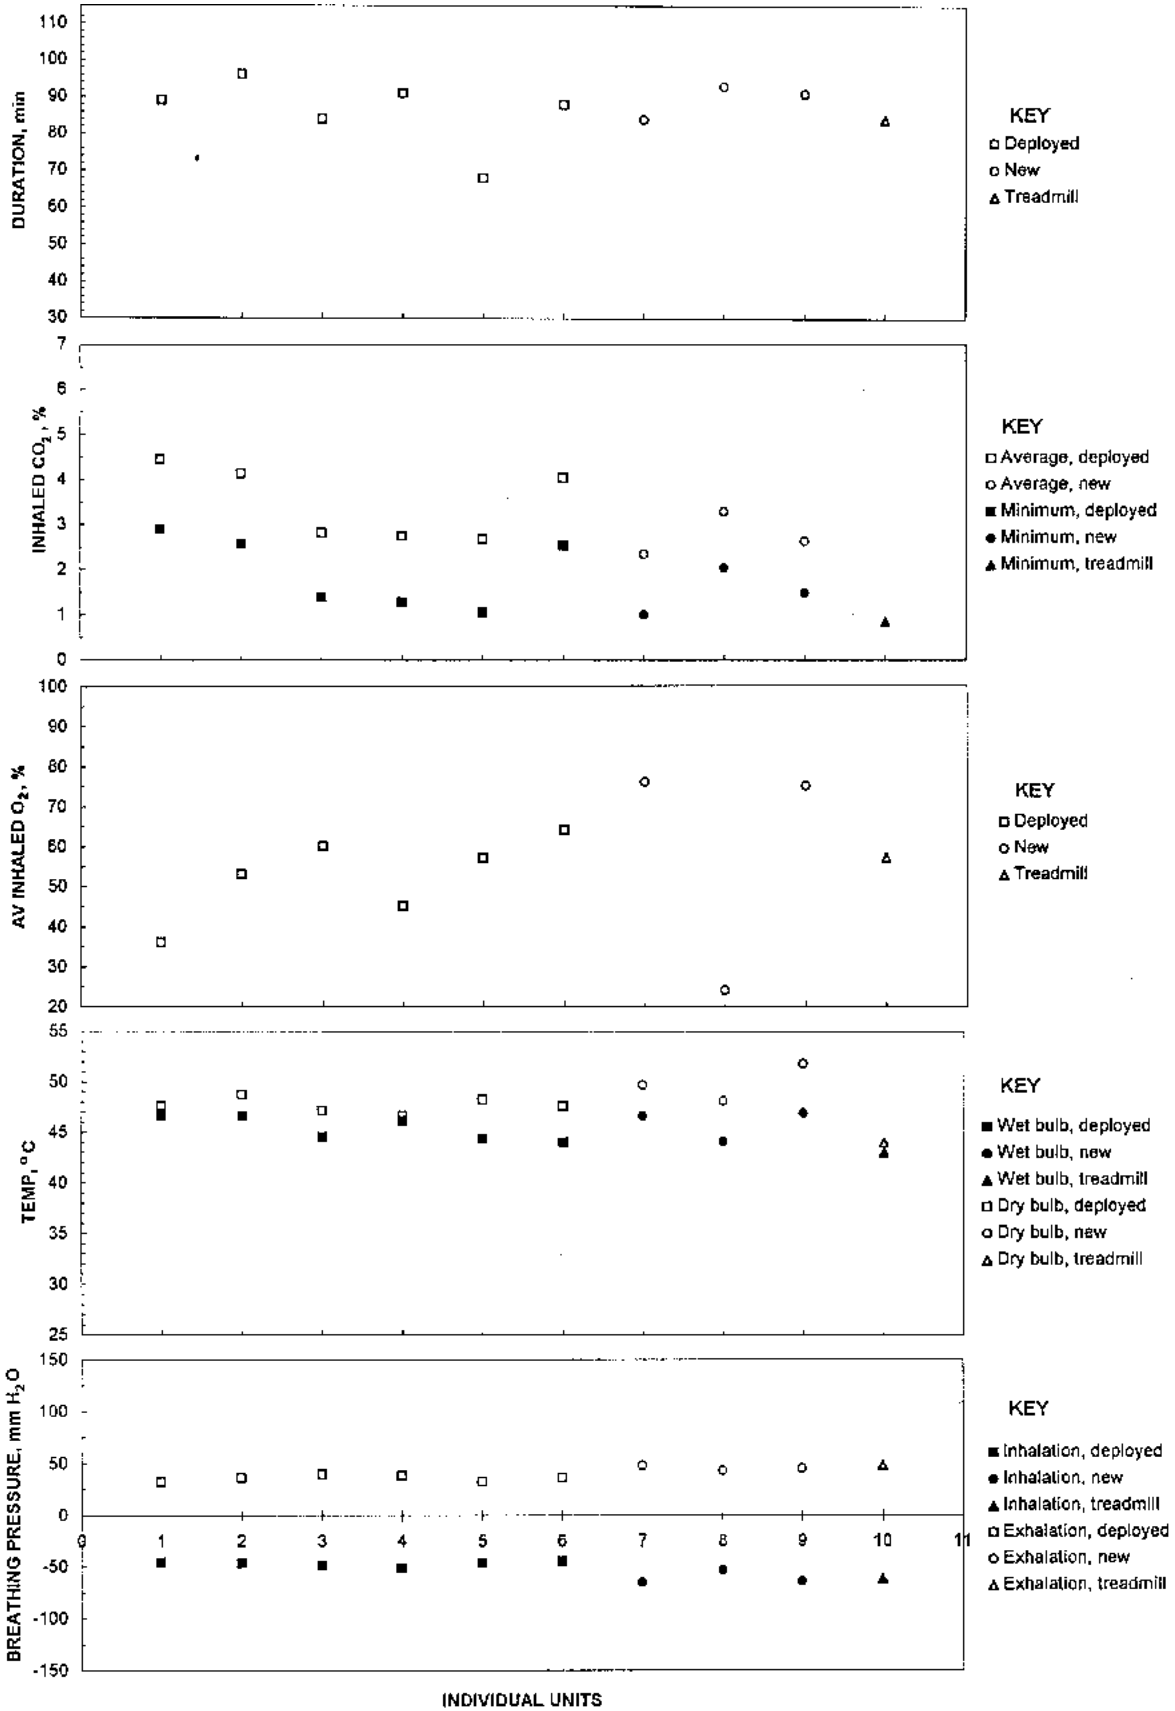 DURATION, min
110
100
90
80
70
60
50
40
30
KEY
Deployed
New
Treadmill
INHALED CO2, %
7
6
5
4
3
2
1
0
KEY
Average, deployed
Average, new
Minimum, deployed
Minimum, new
Minimum, treadmill
AV INHALED O2, %
100
90
80
70
60
50
40
30
20
KEY
Deployed
New
Treadmill
TEMP, °C
55
50
45
40
35
30
25
KEY
Wet bulb, deployed
Wet bulb, new
Wet bulb, treadmill
Dry bulb, deployed
Dry bulb, new
Dry bulb, treadmill
BREATHING PRESSURE, mm H2O
150
100
50
0
-50
-100
-150
0 1 2 3 4 5 6 7 8 9 10 11
KEY
Inhalation, deployed
Inhalation, new
Inhalation, treadmill
Exhalation, deployed
Exhalation, new
Exhalation, treadmill
INDIVIDUAL UNITS